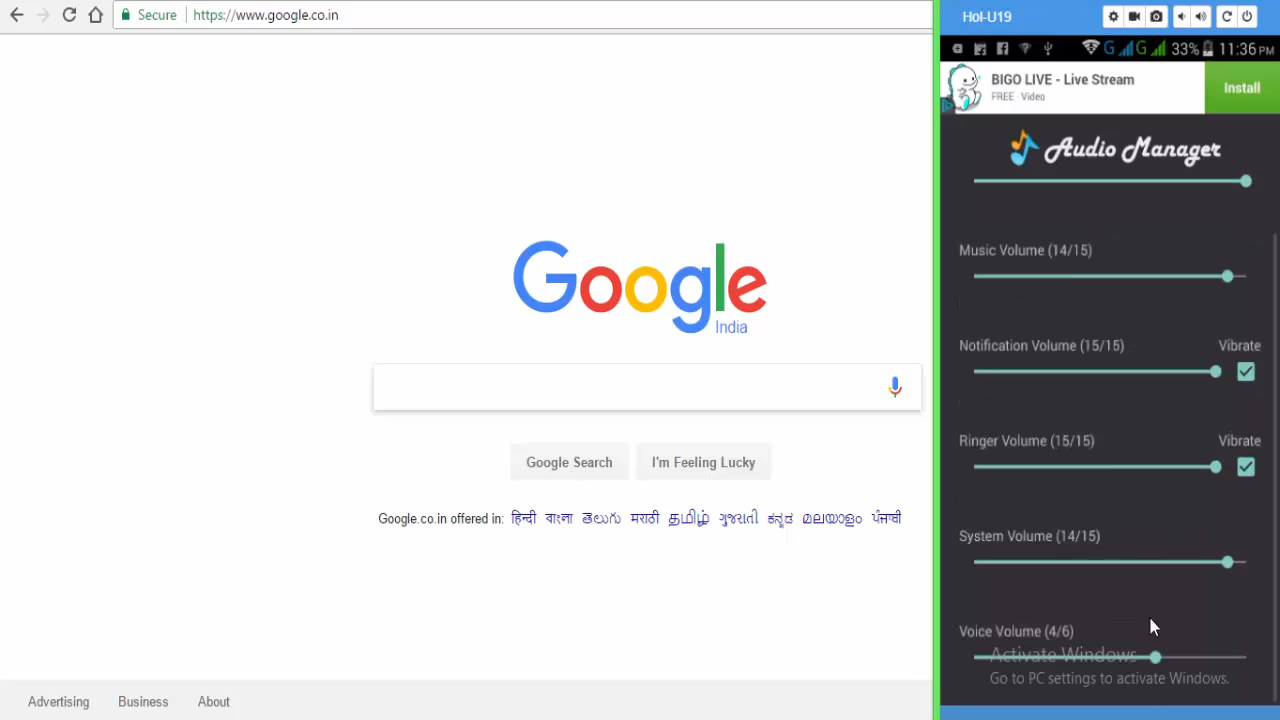 Secure
https://www.google.co.in
Google
India
Google Search
I'm Feeling Lucky
Google.co.in offered in: हिन्दी বাংলা తెలుగు मराठी தமிழ் ગુજરાતી ಕನ್ನಡ മലയാളം ਪੰਜਾਬੀ
Advertising
Business
About
Hol-U19
G G 33% 11:36 PM
BIGO LIVE - Live Stream
FREE · Video
Install
Audio Manager
Music Volume (14/15)
Notification Volume (15/15)
Vibrate
Ringer Volume (15/15)
Vibrate
System Volume (14/15)
Voice Volume (4/6)
Activate Windows
Go to PC settings to activate Windows.